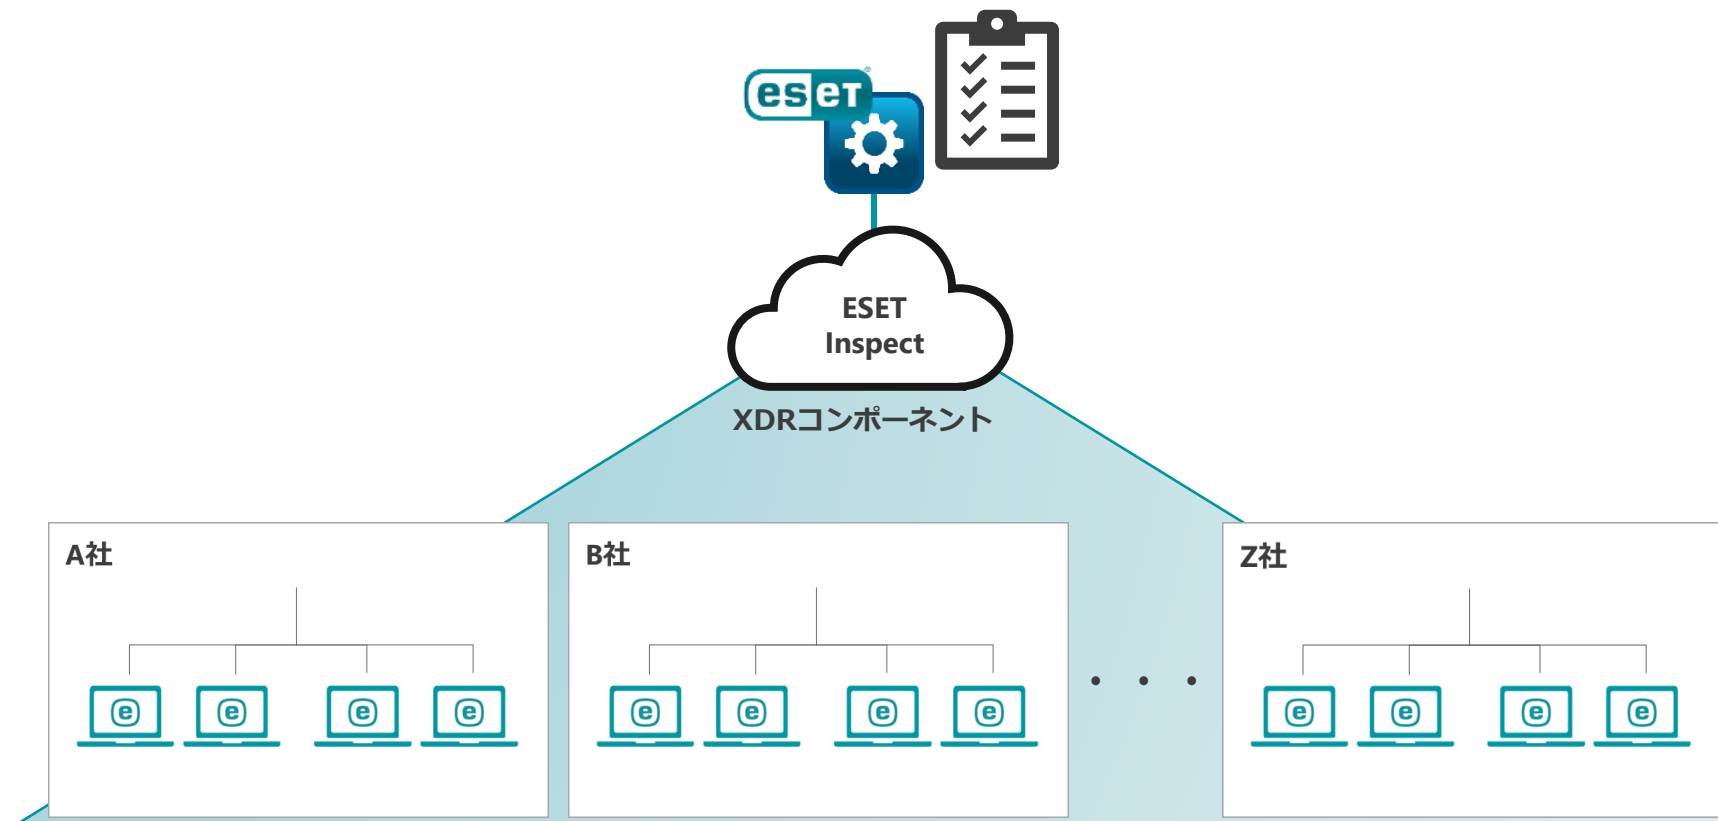 eset®
ESET
Inspect
XDRコンポーネント
A社
B社
Z社
e e e e
e e e e
・ ・ ・
e e e e